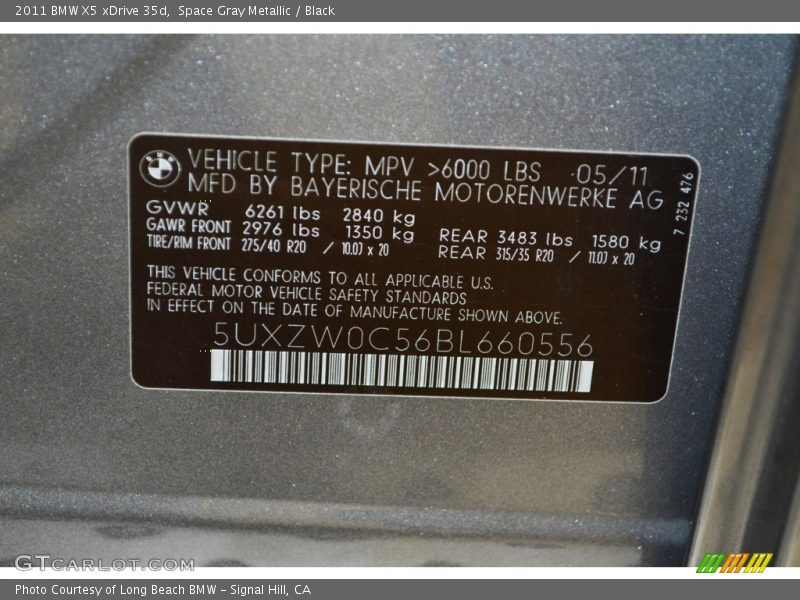 2011 BMW X5 xDrive 35d,  Space Gray Metallic / Black
VEHICLE TYPE: MPV >6000 LBS 05/11
MFD BY BAYERISCHE MOTORENWERKE AG
7 232 476
GVWR 6261 lbs 2840 kg
GAWR FRONT 2976 lbs 1350 kg REAR 3483 lbs 1580 kg
TIRE/RIM FRONT 275/40 R20 / 10.0J x 20 REAR 315/35 R20 / 11.0J x 20
THIS VEHICLE CONFORMS TO ALL APPLICABLE U.S.
FEDERAL MOTOR VEHICLE SAFETY STANDARDS
IN EFFECT ON THE DATE OF MANUFACTURE SHOWN ABOVE.
5UXZW0C56BL660556
GTCARLOT.COM
Photo Courtesy of Long Beach BMW - Signal Hill, CA